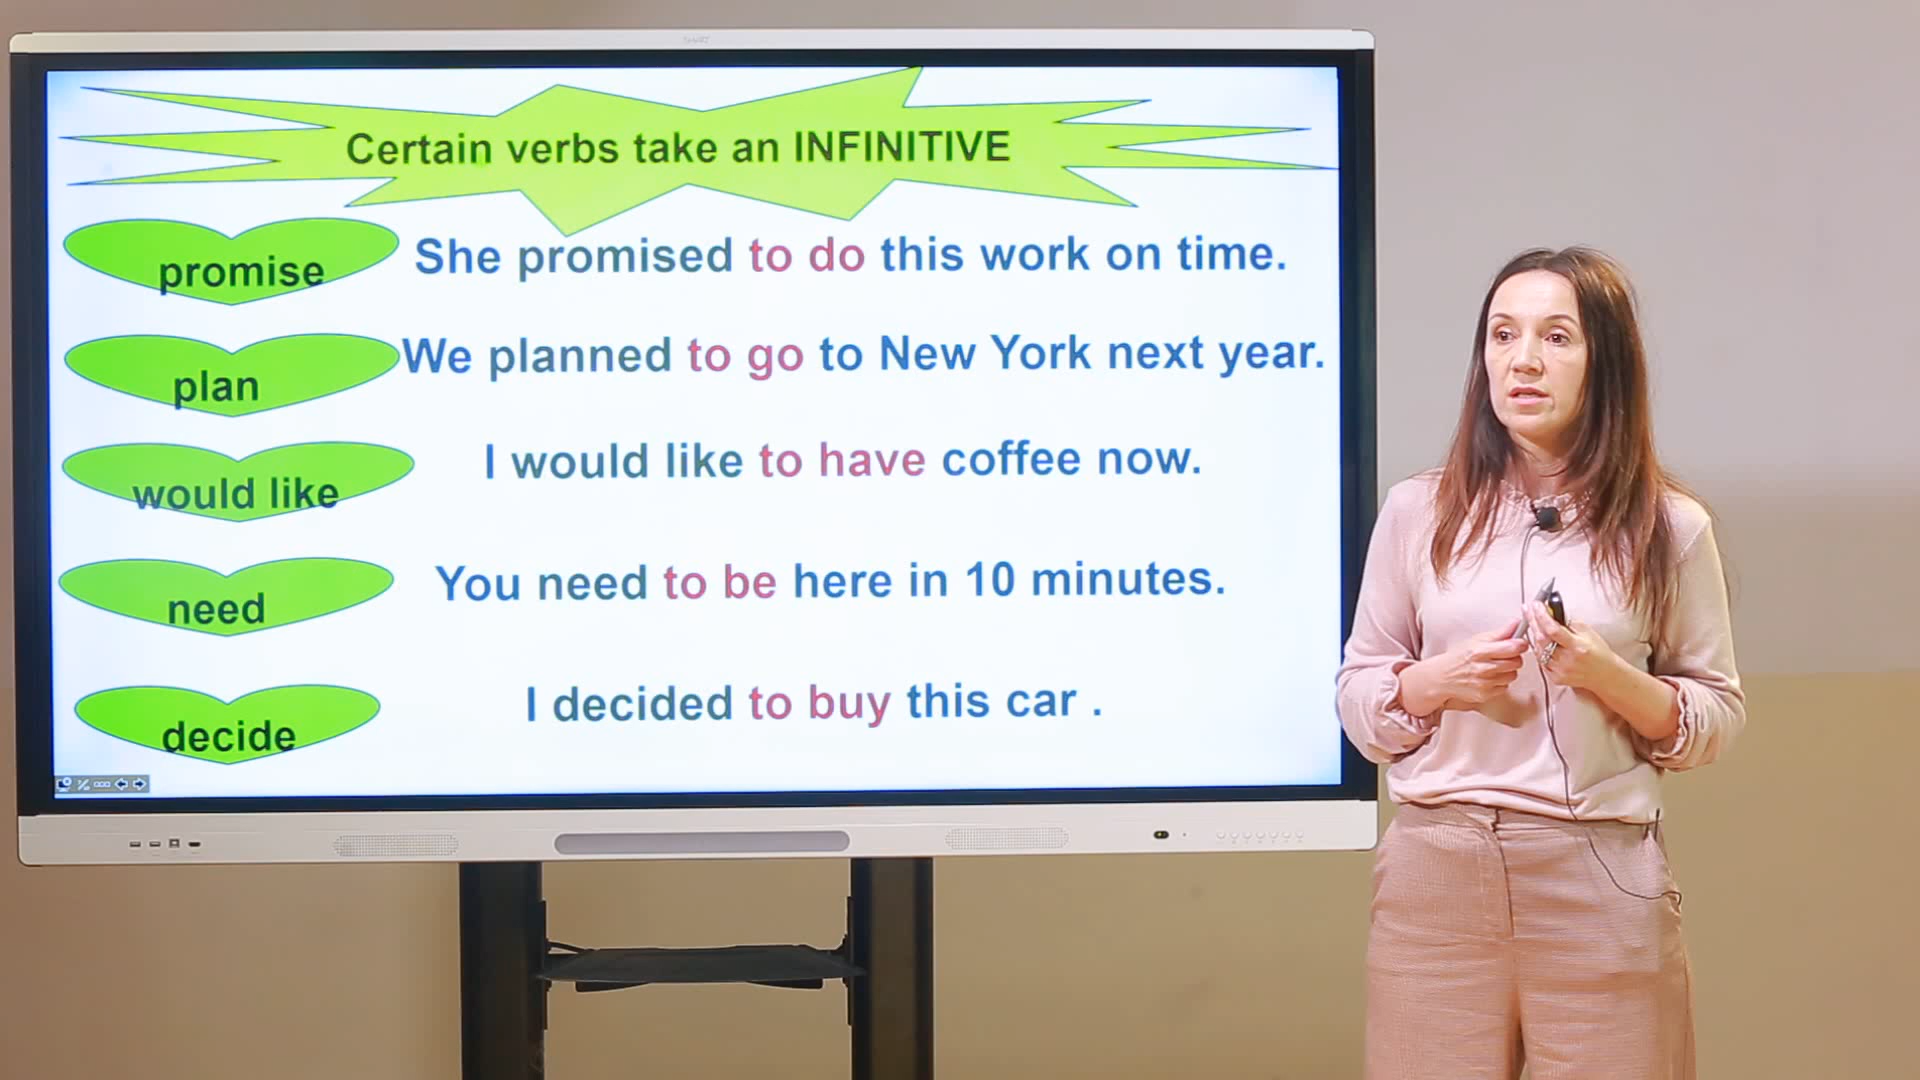 SMART
Certain verbs take an INFINITIVE
promise She promised to do this work on time.
plan We planned to go to New York next year.
would like I would like to have coffee now.
need You need to be here in 10 minutes.
decide I decided to buy this car .